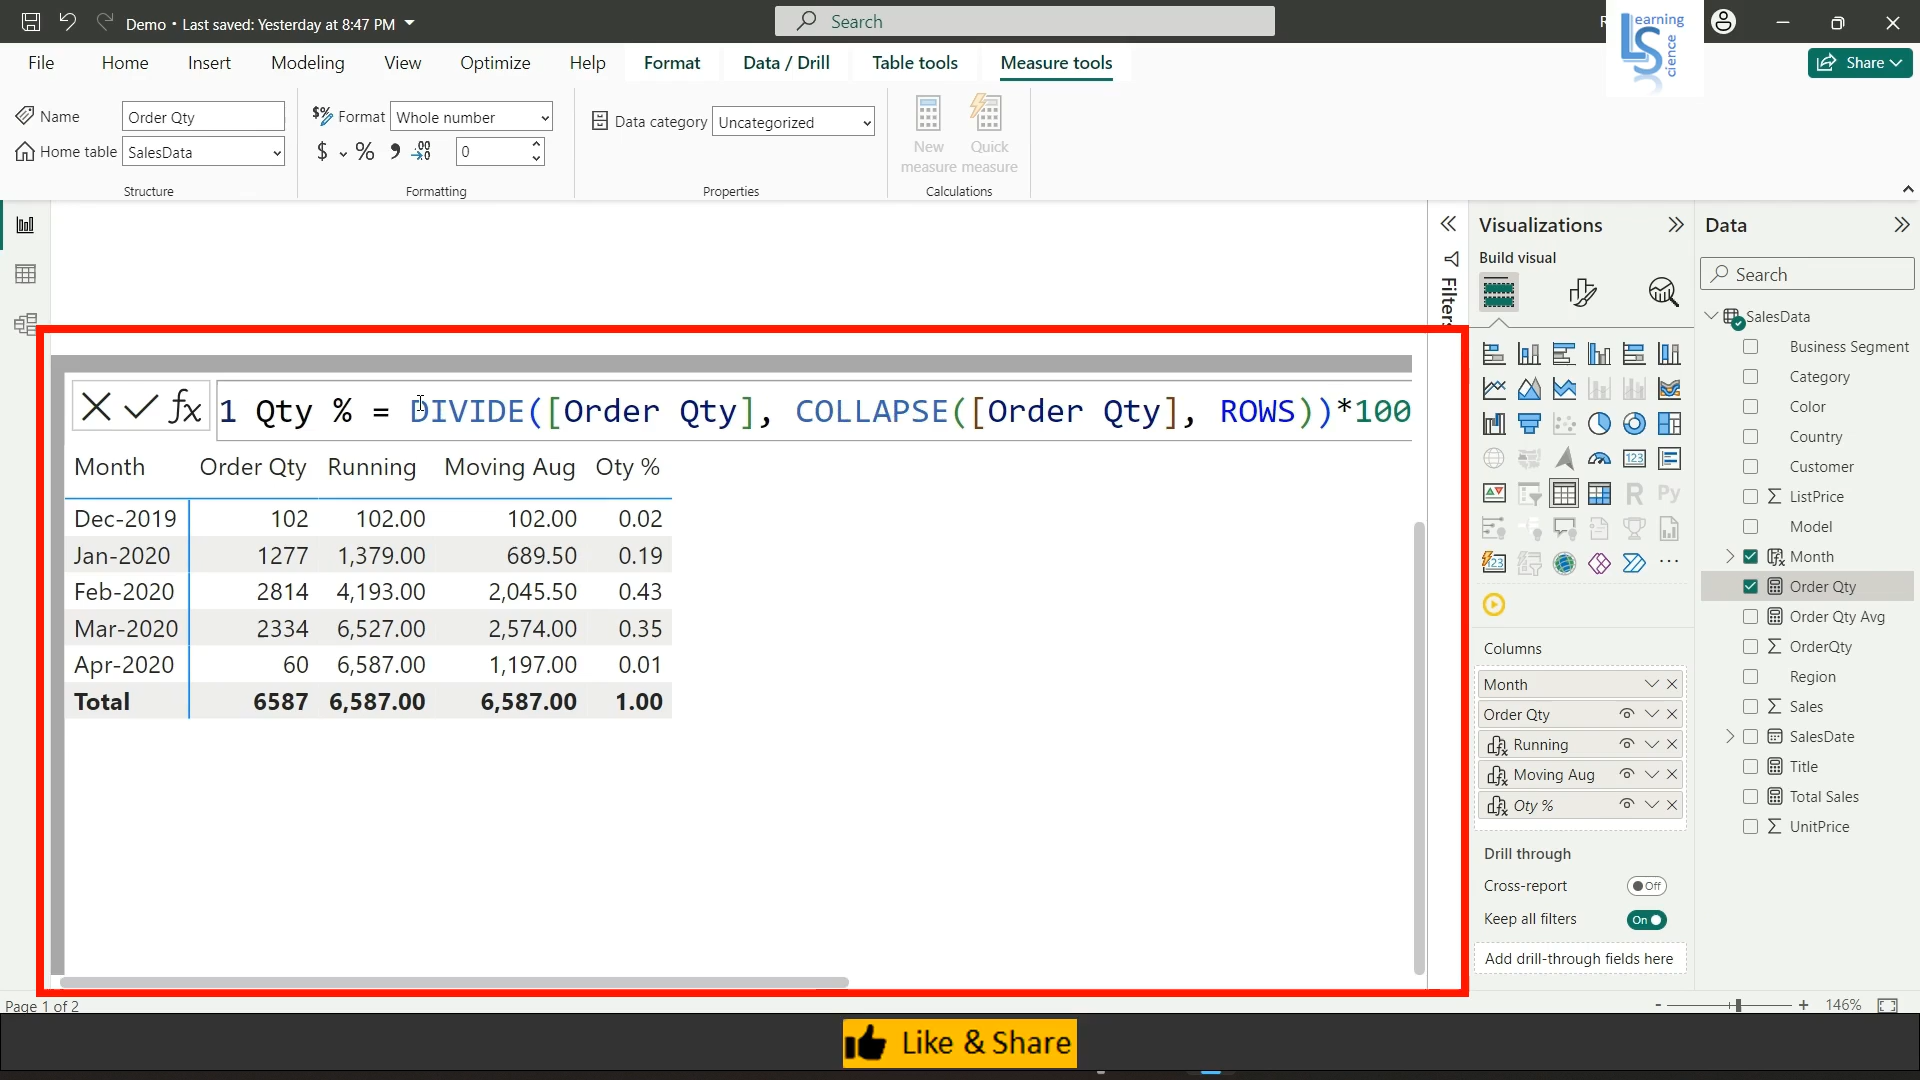 Demo • Last saved: Yesterday at 8:47 PM
Search
Learning Science
File Home Insert Modeling View Optimize Help Format Data / Drill Table tools Measure tools
Share
Name Order Qty
Home table SalesData
Structure
Format Whole number
$ % , .00 0
Formatting
Data category Uncategorized
Properties
New measure
Quick measure
Calculations
1 Qty % = DIVIDE([Order Qty], COLLAPSE([Order Qty], ROWS))*100
Month Order Qty Running Moving Aug Oty %
Dec-2019 102 102.00 102.00 0.02
Jan-2020 1277 1,379.00 689.50 0.19
Feb-2020 2814 4,193.00 2,045.50 0.43
Mar-2020 2334 6,527.00 2,574.00 0.35
Apr-2020 60 6,587.00 1,197.00 0.01
Total 6587 6,587.00 6,587.00 1.00
Filters
Visualizations
Build visual
123
R Py
123
Columns
Month
Order Qty
Running
Moving Aug
Oty %
Drill through
Cross-report Off
Keep all filters On
Add drill-through fields here
Data
Search
SalesData
Business Segment
Category
Color
Country
Customer
ListPrice
Model
Month
Order Qty
Order Qty Avg
OrderQty
Region
Sales
SalesDate
Title
Total Sales
UnitPrice
Page 1 of 2
- + 146%
Like & Share